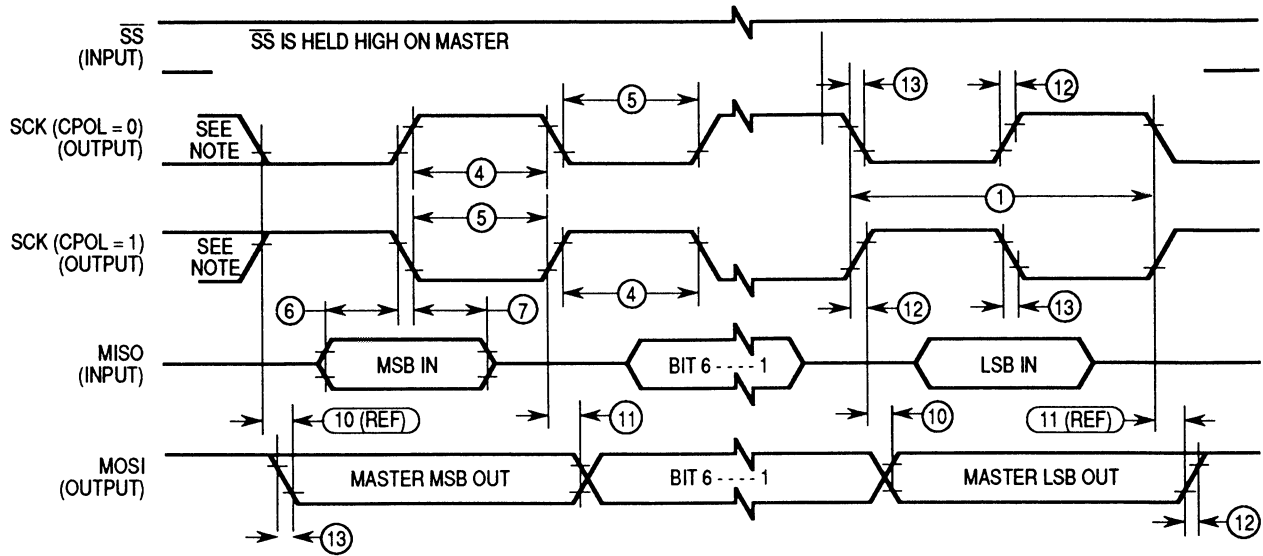 SS
(INPUT)
SS IS HELD HIGH ON MASTER
13
12
5
SCK (CPOL = 0)
(OUTPUT)
SEE
NOTE
4
1
5
SCK (CPOL = 1)
(OUTPUT)
SEE
NOTE
4
6
7
12
13
MISO
(INPUT)
MSB IN
BIT 6 - - - - - 1
LSB IN
10 (REF)
11
10
11 (REF)
MOSI
(OUTPUT)
MASTER MSB OUT
BIT 6 - - - - - 1
MASTER LSB OUT
13
12